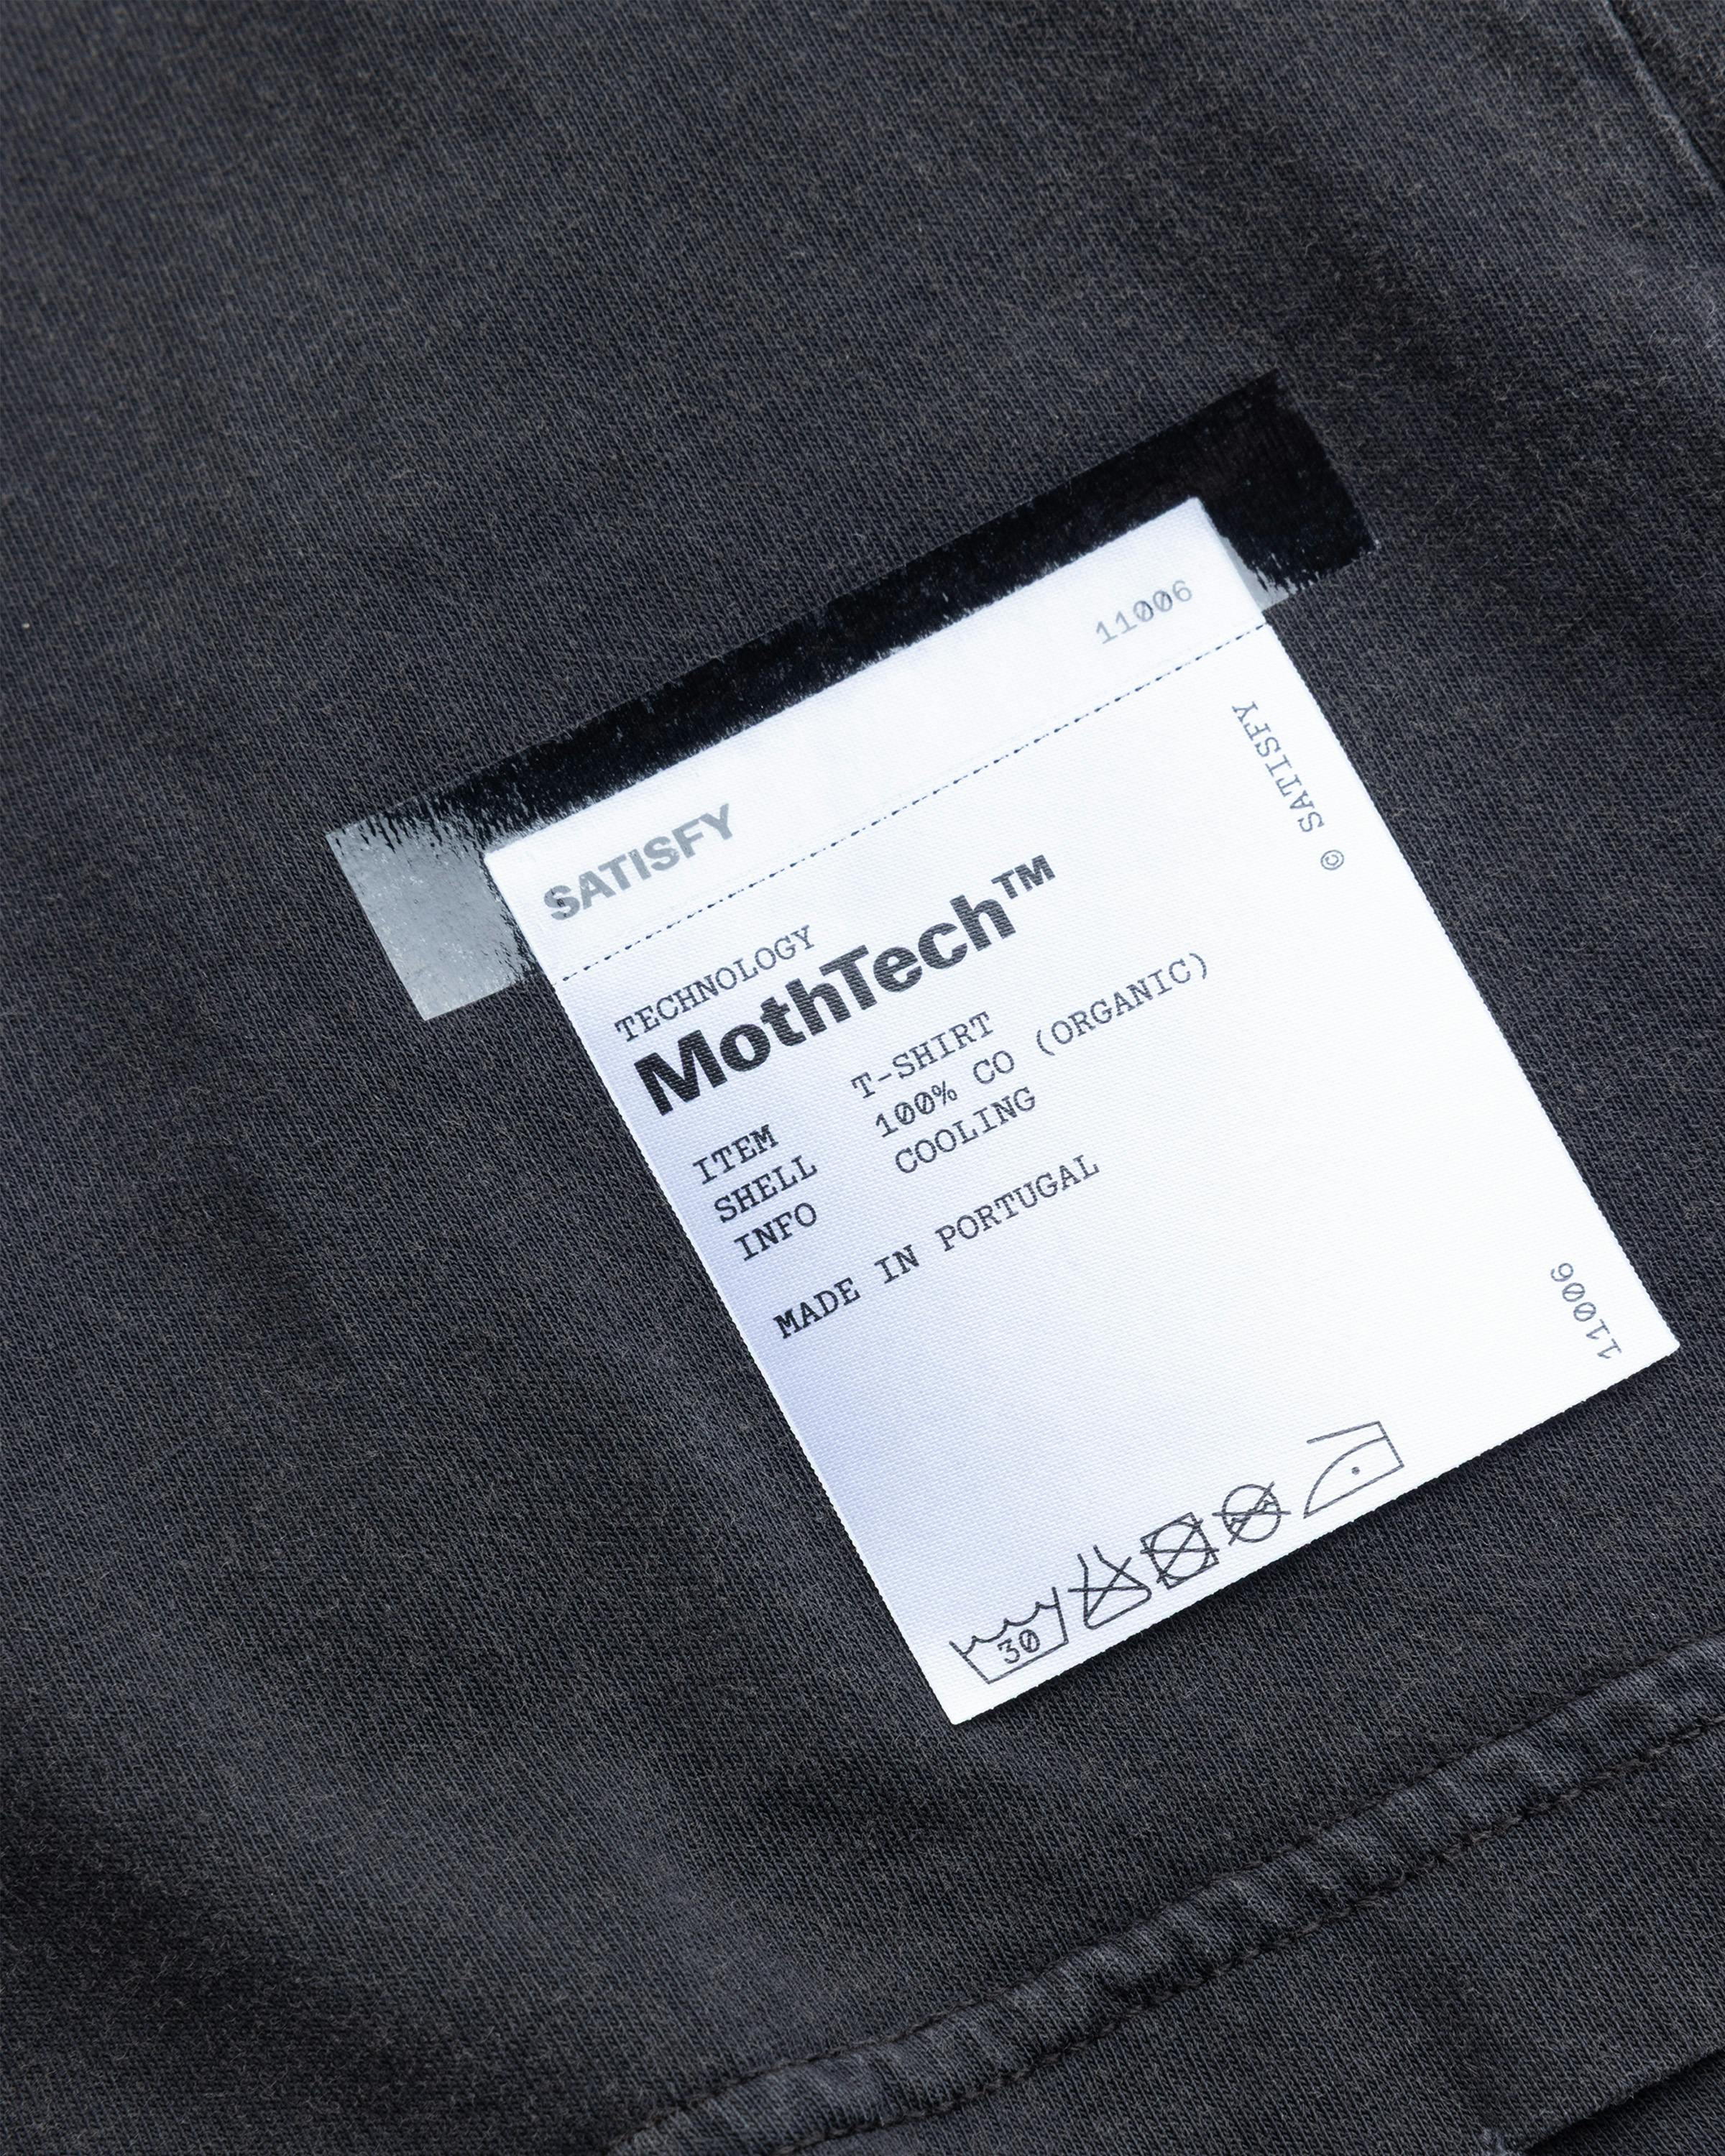 SATISFY
11006
TECHNOLOGY
MothTech™
ITEM T-SHIRT
SHELL 100% CO (ORGANIC)
INFO COOLING
MADE IN PORTUGAL
© SATISFY
11006
30